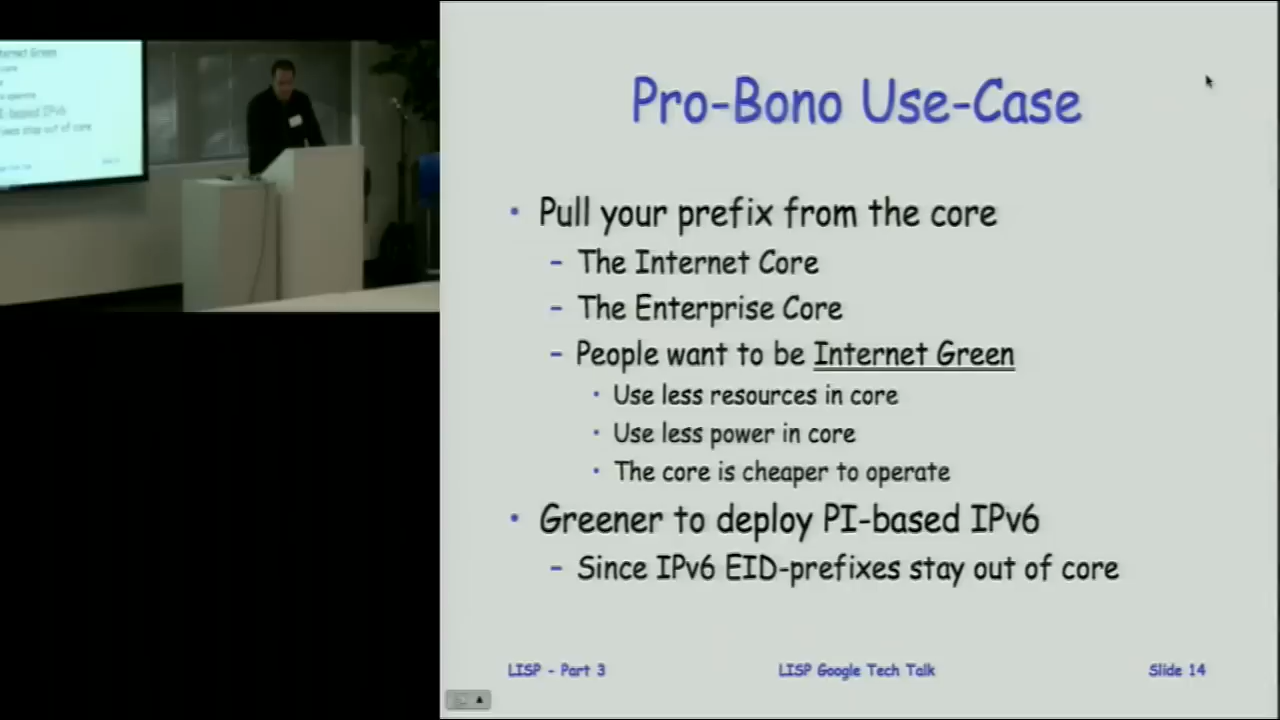 Pro-Bono Use-Case
• Pull your prefix from the core
– The Internet Core
– The Enterprise Core
– People want to be Internet Green
• Use less resources in core
• Use less power in core
• The core is cheaper to operate
• Greener to deploy PI-based IPv6
– Since IPv6 EID-prefixes stay out of core
LISP - Part 3
LISP Google Tech Talk
Slide 14